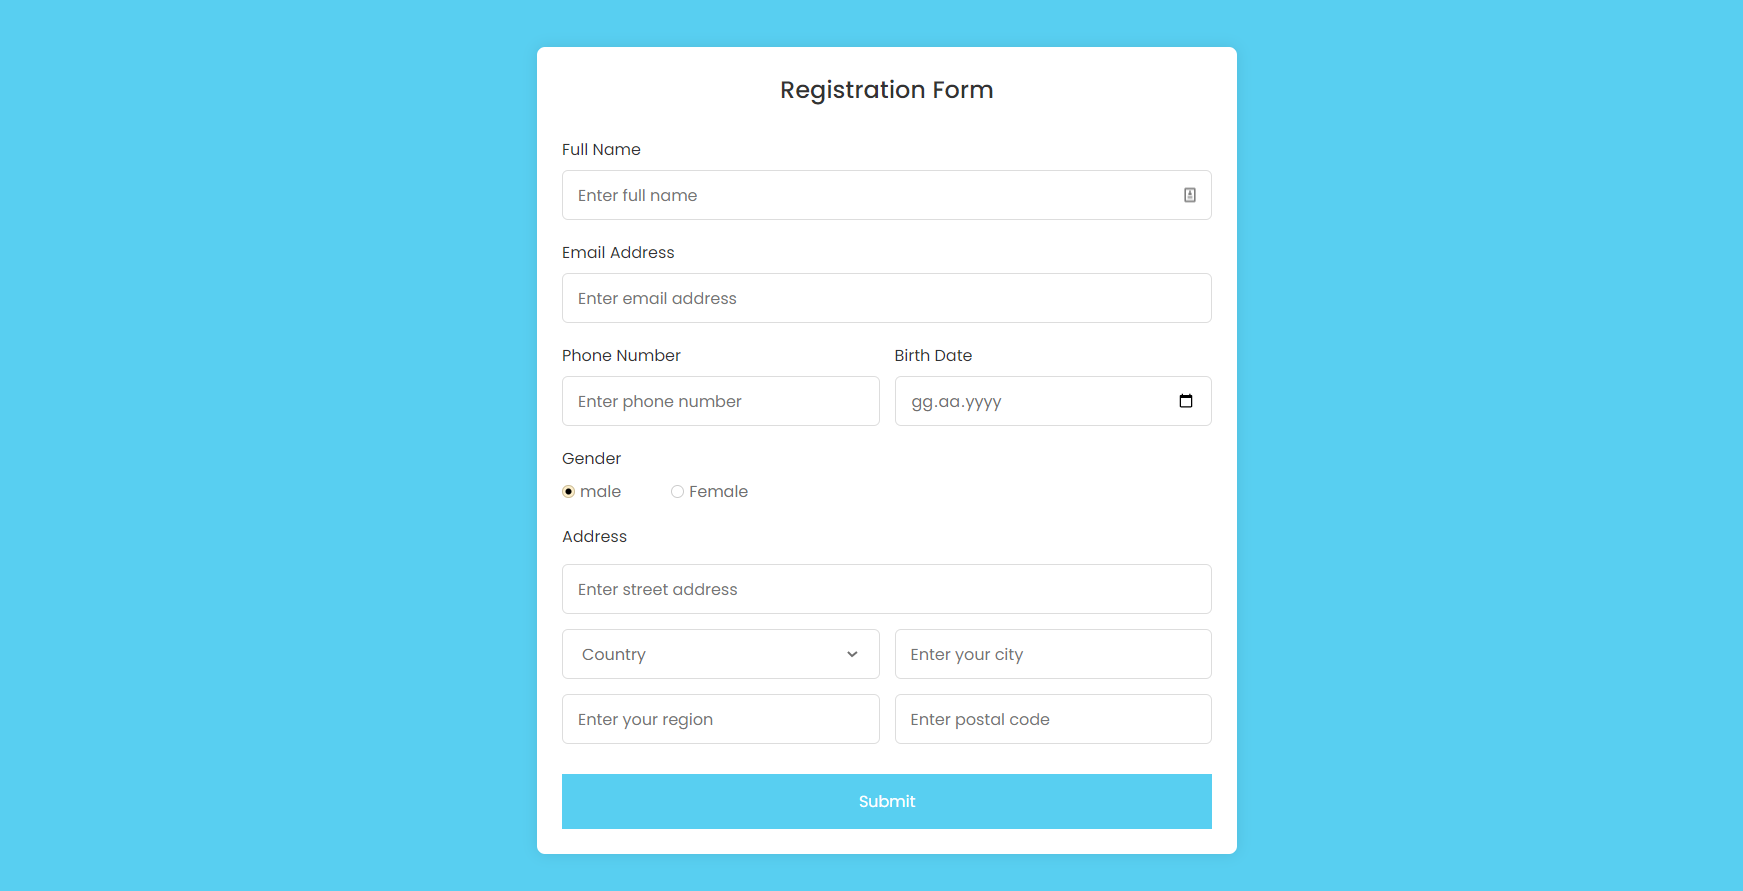 Registration Form
Full Name
Enter full name
Email Address
Enter email address
Phone Number Birth Date
Enter phone number gg.aa.yyyy
Gender
male Female
Address
Enter street address
Country Enter your city
Enter your region Enter postal code
Submit